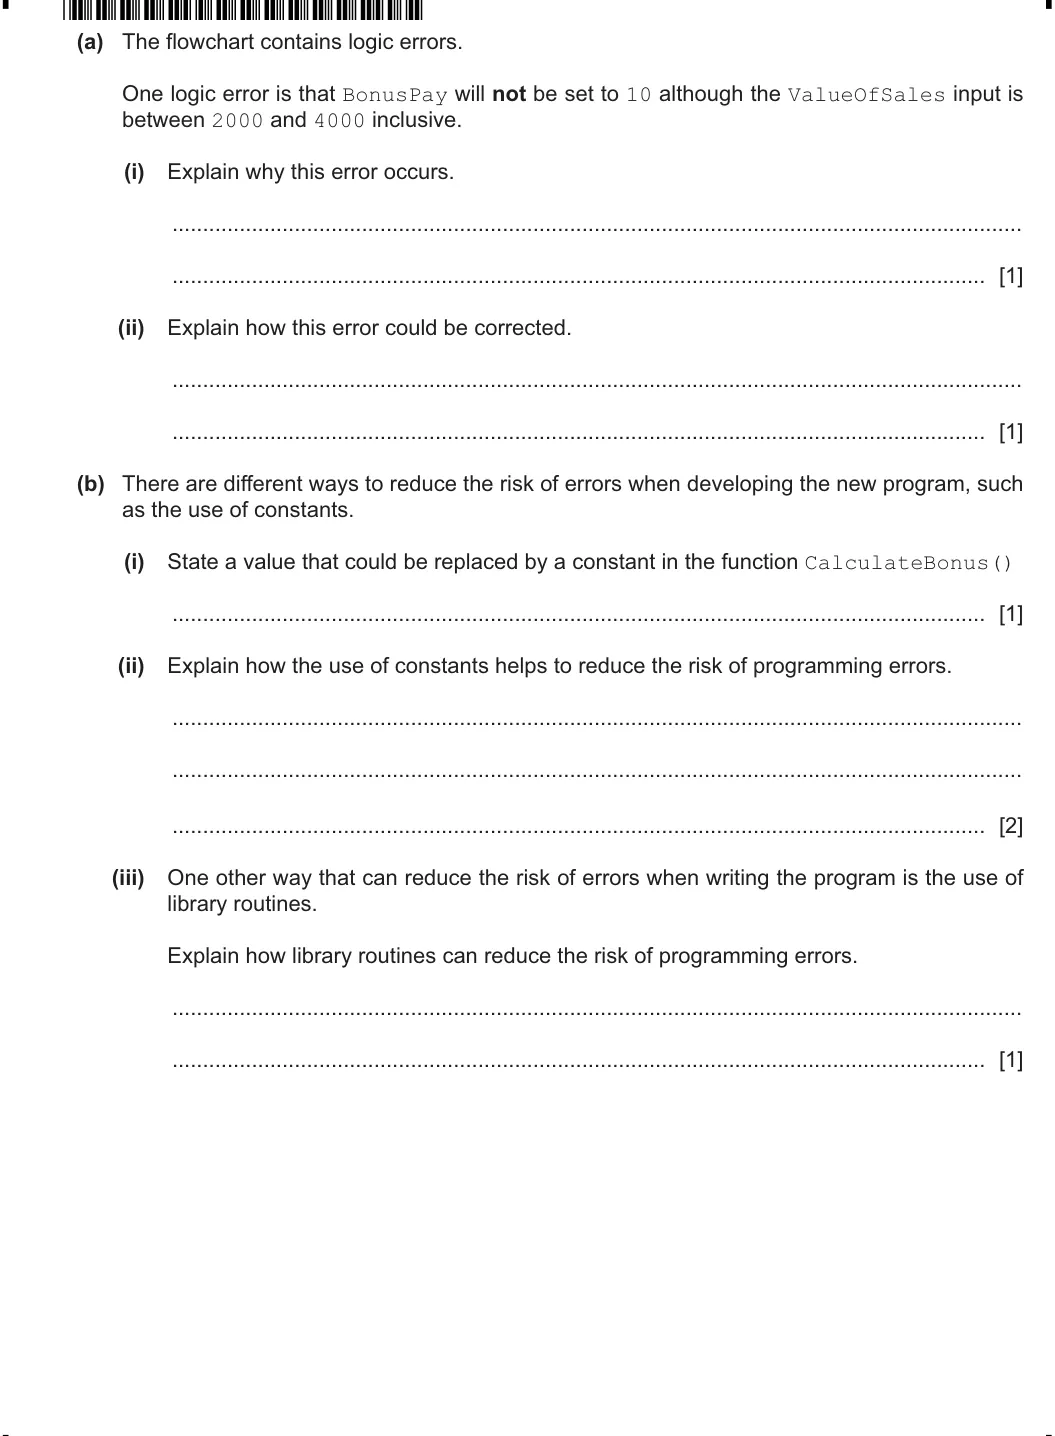 (a) The flowchart contains logic errors.
One logic error is that BonusPay will not be set to 10 although the ValueOfSales input is
between 2000 and 4000 inclusive.
(i) Explain why this error occurs.
..........................................................................................................................................
.................................................................................................................................... [1]
(ii) Explain how this error could be corrected.
..........................................................................................................................................
.................................................................................................................................... [1]
(b) There are different ways to reduce the risk of errors when developing the new program, such
as the use of constants.
(i) State a value that could be replaced by a constant in the function CalculateBonus()
.................................................................................................................................... [1]
(ii) Explain how the use of constants helps to reduce the risk of programming errors.
..........................................................................................................................................
..........................................................................................................................................
.................................................................................................................................... [2]
(iii) One other way that can reduce the risk of errors when writing the program is the use of
library routines.
Explain how library routines can reduce the risk of programming errors.
..........................................................................................................................................
.................................................................................................................................... [1]